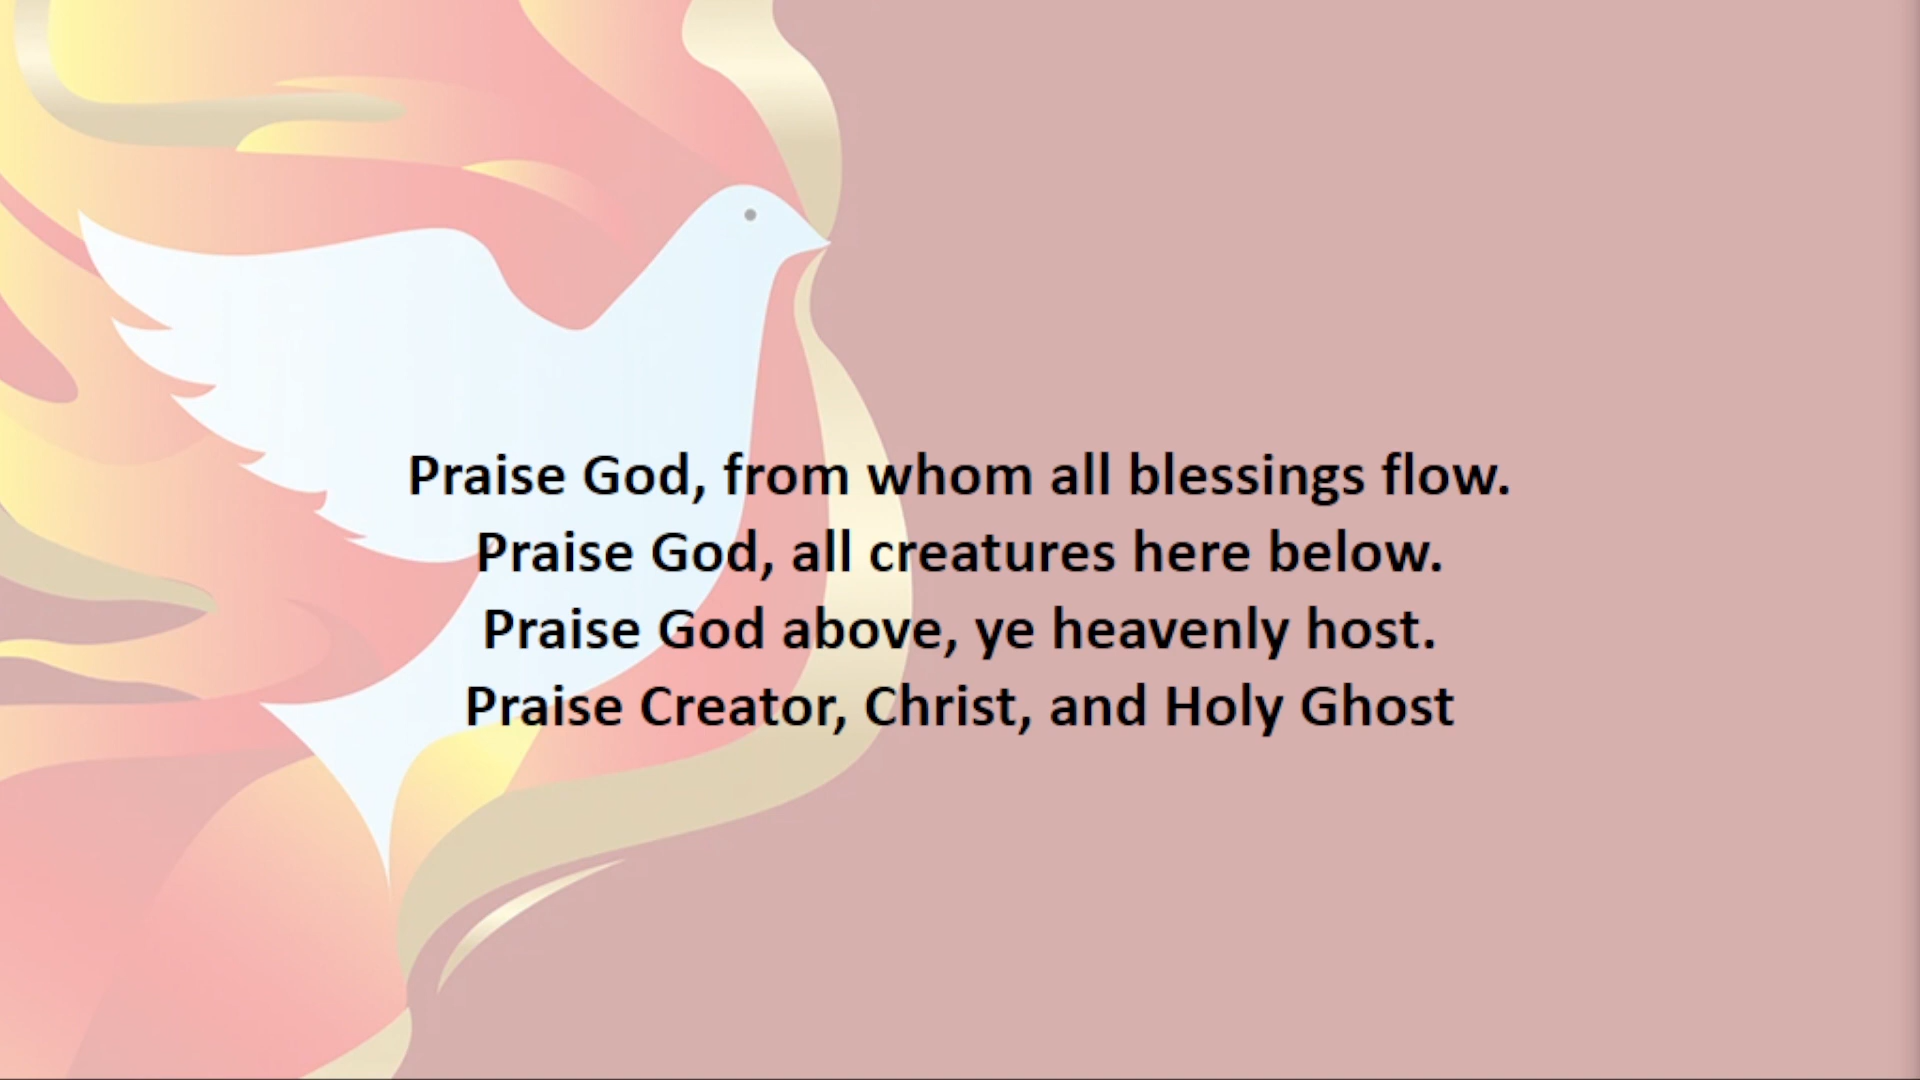 Praise God, from whom all blessings flow.
Praise God, all creatures here below.
Praise God above, ye heavenly host.
Praise Creator, Christ, and Holy Ghost